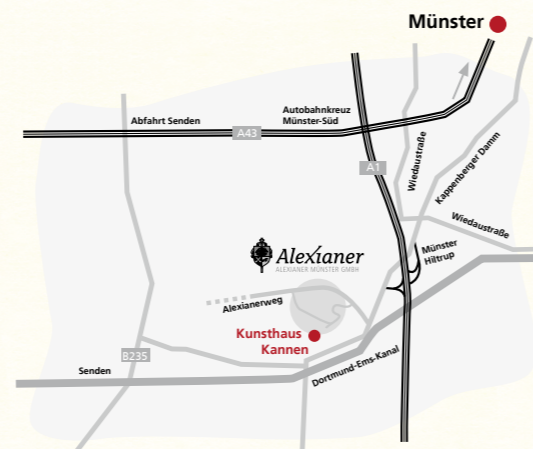 Münster
Autobahnkreuz
Münster-Süd
Abfahrt Senden
A43
Wiedaustraße
Kappenberger Damm
A1
Wiedaustraße
Alexianer
ALEXIANER MÜNSTER GMBH
Münster
Hiltrup
Alexianerweg
Kunsthaus
Kannen
B235
Senden
Dortmund-Ems-Kanal